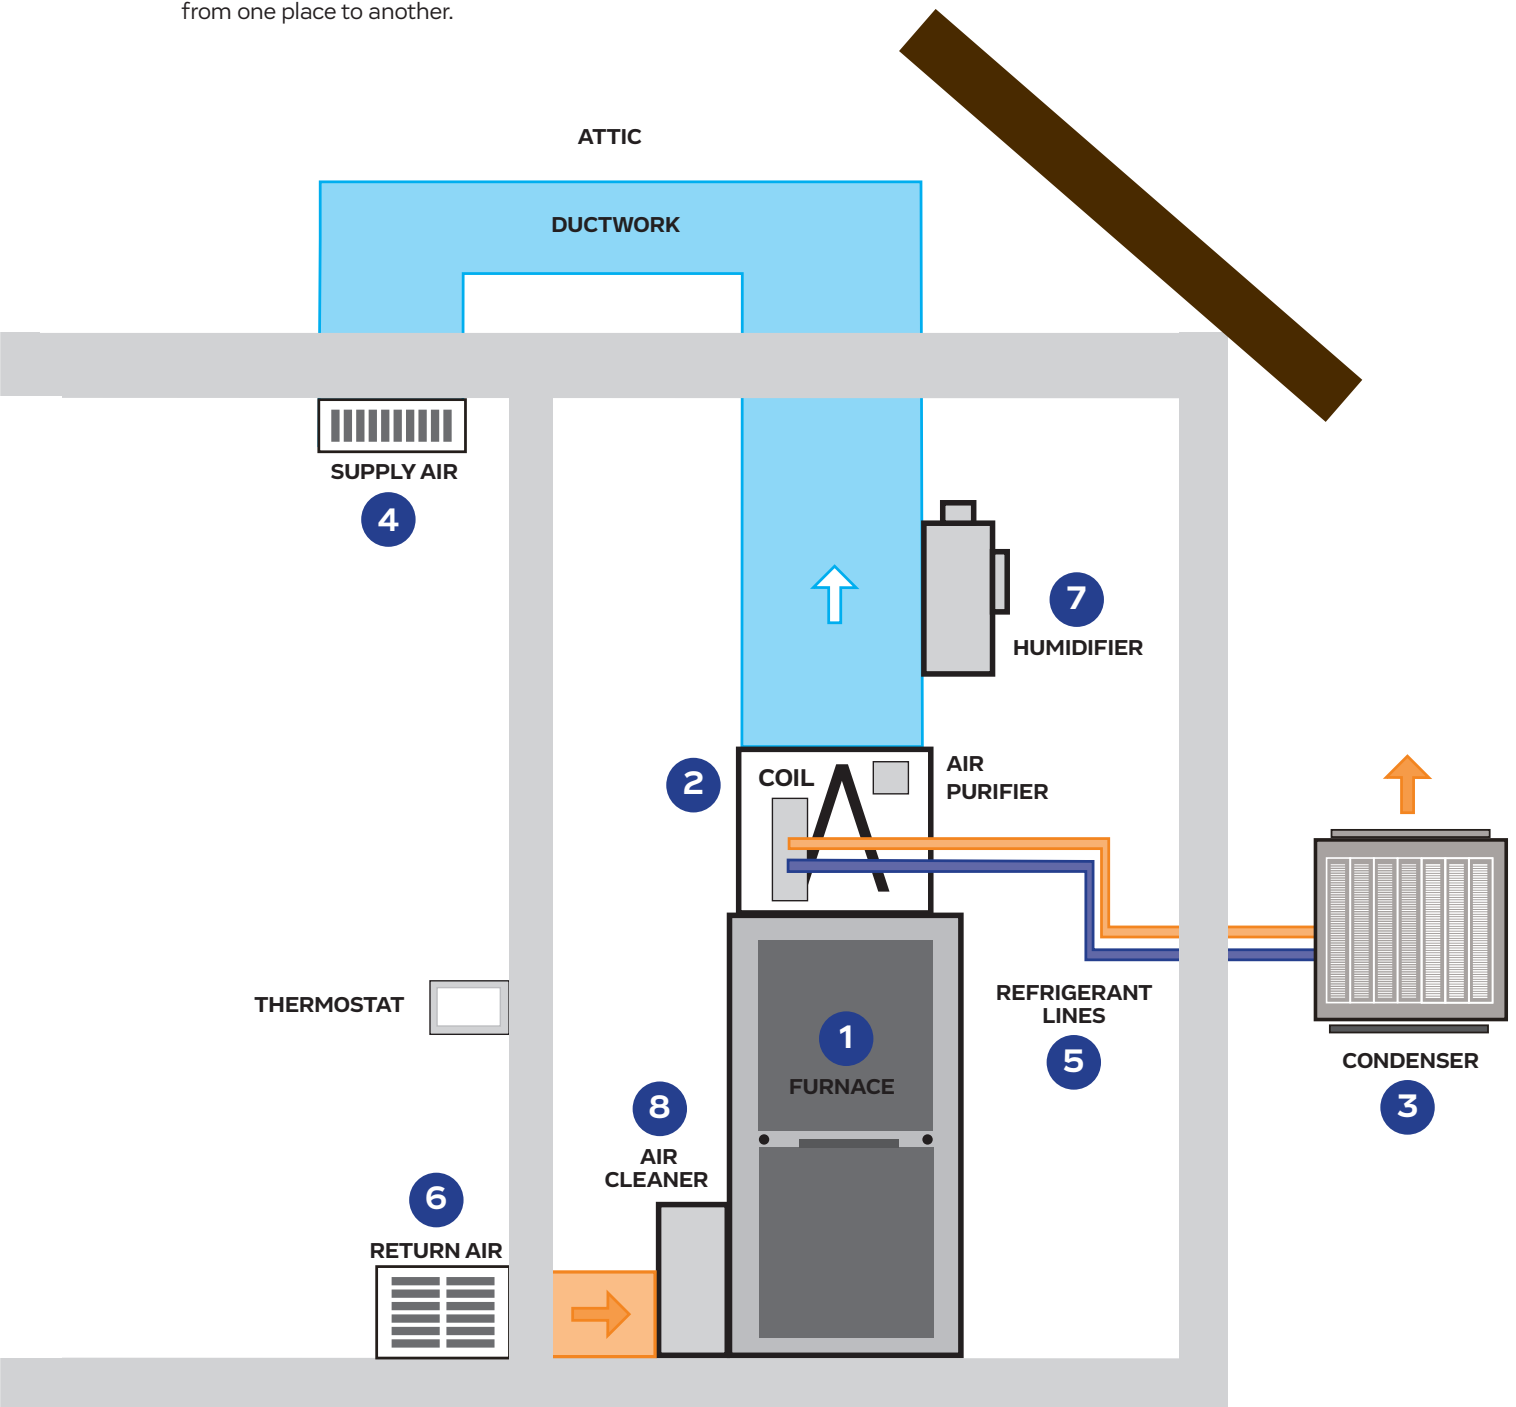 from one place to another.
ATTIC
DUCTWORK
SUPPLY AIR
4
7
HUMIDIFIER
2
COIL
AIR
PURIFIER
THERMOSTAT
REFRIGERANT
LINES
5
1
FURNACE
CONDENSER
3
8
AIR
CLEANER
6
RETURN AIR